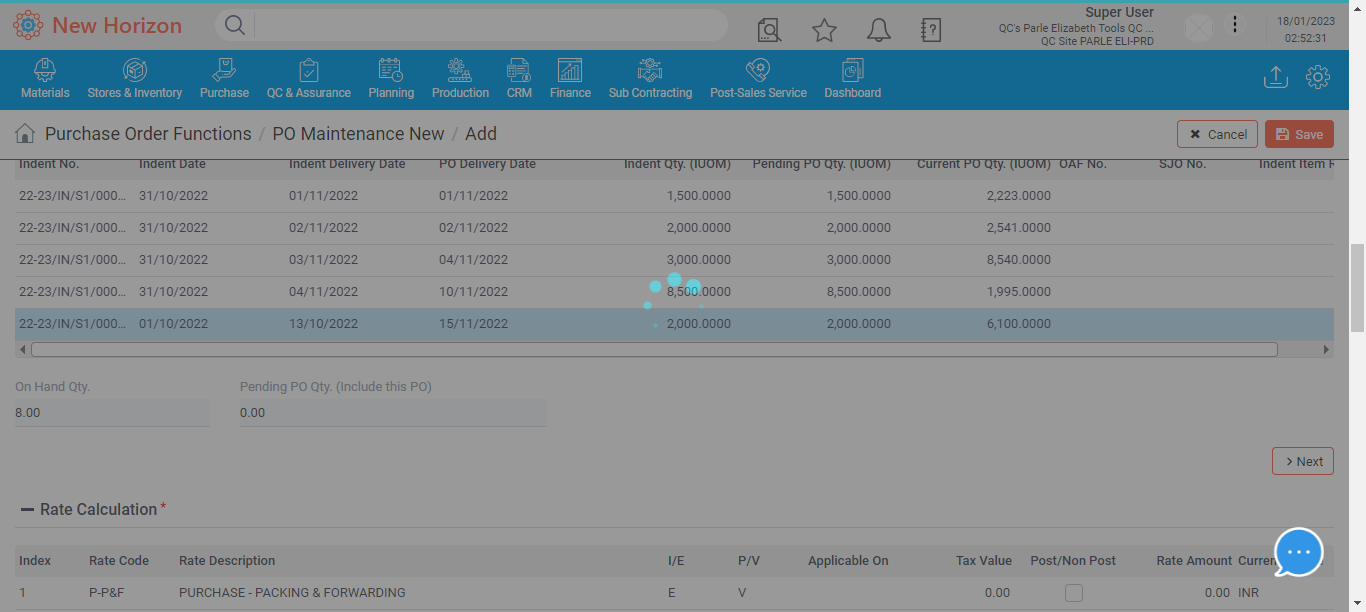 New Horizon
Super User
QC's Parle Elizabeth Tools QC ...
QC Site PARLE ELI-PRD
18/01/2023
02:52:31
Materials Stores & Inventory Purchase QC & Assurance Planning Production CRM Finance Sub Contracting Post-Sales Service Dashboard
Purchase Order Functions / PO Maintenance New / Add
Cancel Save
Indent No. Indent Date Indent Delivery Date PO Delivery Date Indent Qty. (IUOM) Pending PO Qty. (IUOM) Current PO Qty. (IUOM) OAF No. SJO No. Indent Item R
22-23/IN/S1/000... 31/10/2022 01/11/2022 01/11/2022 1,500.0000 1,500.0000 2,223.0000
22-23/IN/S1/000... 31/10/2022 02/11/2022 02/11/2022 2,000.0000 2,000.0000 2,541.0000
22-23/IN/S1/000... 31/10/2022 03/11/2022 04/11/2022 3,000.0000 3,000.0000 8,540.0000
22-23/IN/S1/000... 31/10/2022 04/11/2022 10/11/2022 8,500.0000 8,500.0000 1,995.0000
22-23/IN/S1/000... 01/10/2022 13/10/2022 15/11/2022 2,000.0000 2,000.0000 6,100.0000
On Hand Qty. Pending PO Qty. (Include this PO)
8.00 0.00
> Next
Rate Calculation *
Index Rate Code Rate Description I/E P/V Applicable On Tax Value Post/Non Post Rate Amount Curren
1 P-P&F PURCHASE - PACKING & FORWARDING E V 0.00 0.00 INR